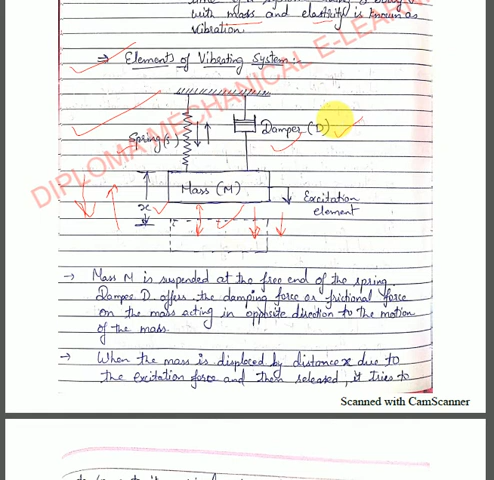 with mass and elasticity is known as
vibration
⇒ Elements of Vibrating System:-
Spring(s)
Damper (D)
Mass (M)
x
Excitation
element
→ Mass M is suspended at the free end of the spring.
Damper D offers the damping force or frictional force
on the mass acting in opposite direction to the motion
of the mass.
→ When the mass is displaced by distance x due to
the excitation force and then released, it tries to
Scanned with CamScanner
DIPLOMA MECHANICAL E-LEARN